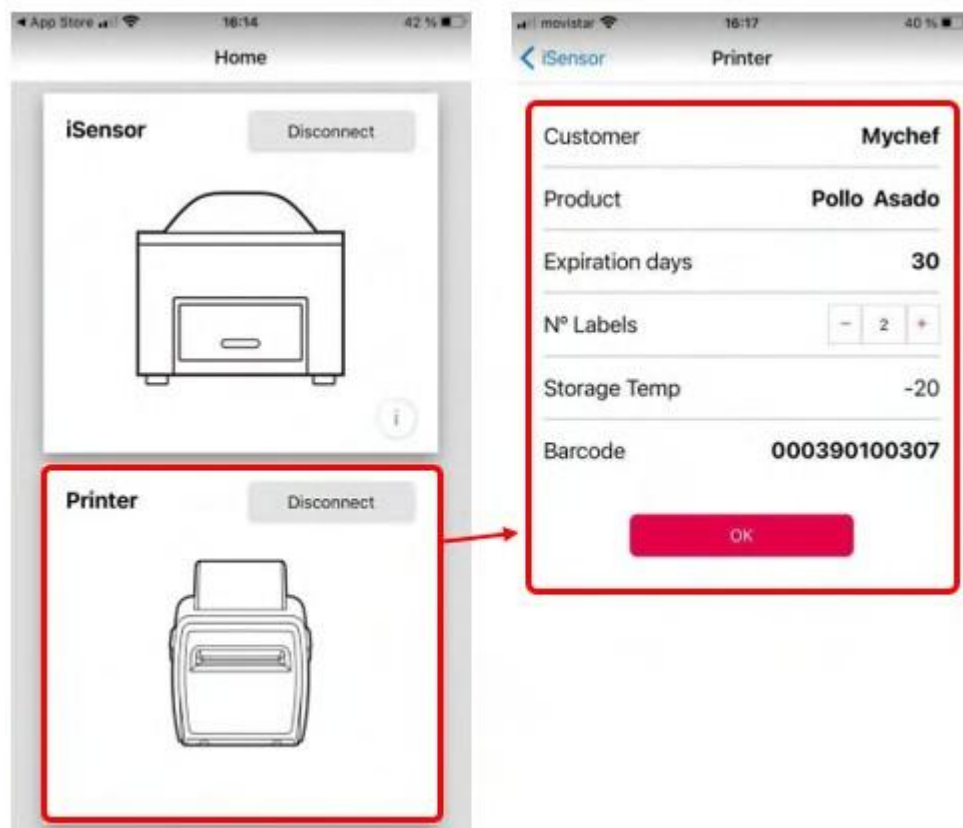 App Store 16:14 42 %
Home
iSensor Disconnect
i
Printer Disconnect
movistar 16:17 40 %
iSensor Printer
Customer Mychef
Product Pollo Asado
Expiration days 30
Nº Labels - 2 +
Storage Temp -20
Barcode 000390100307
OK